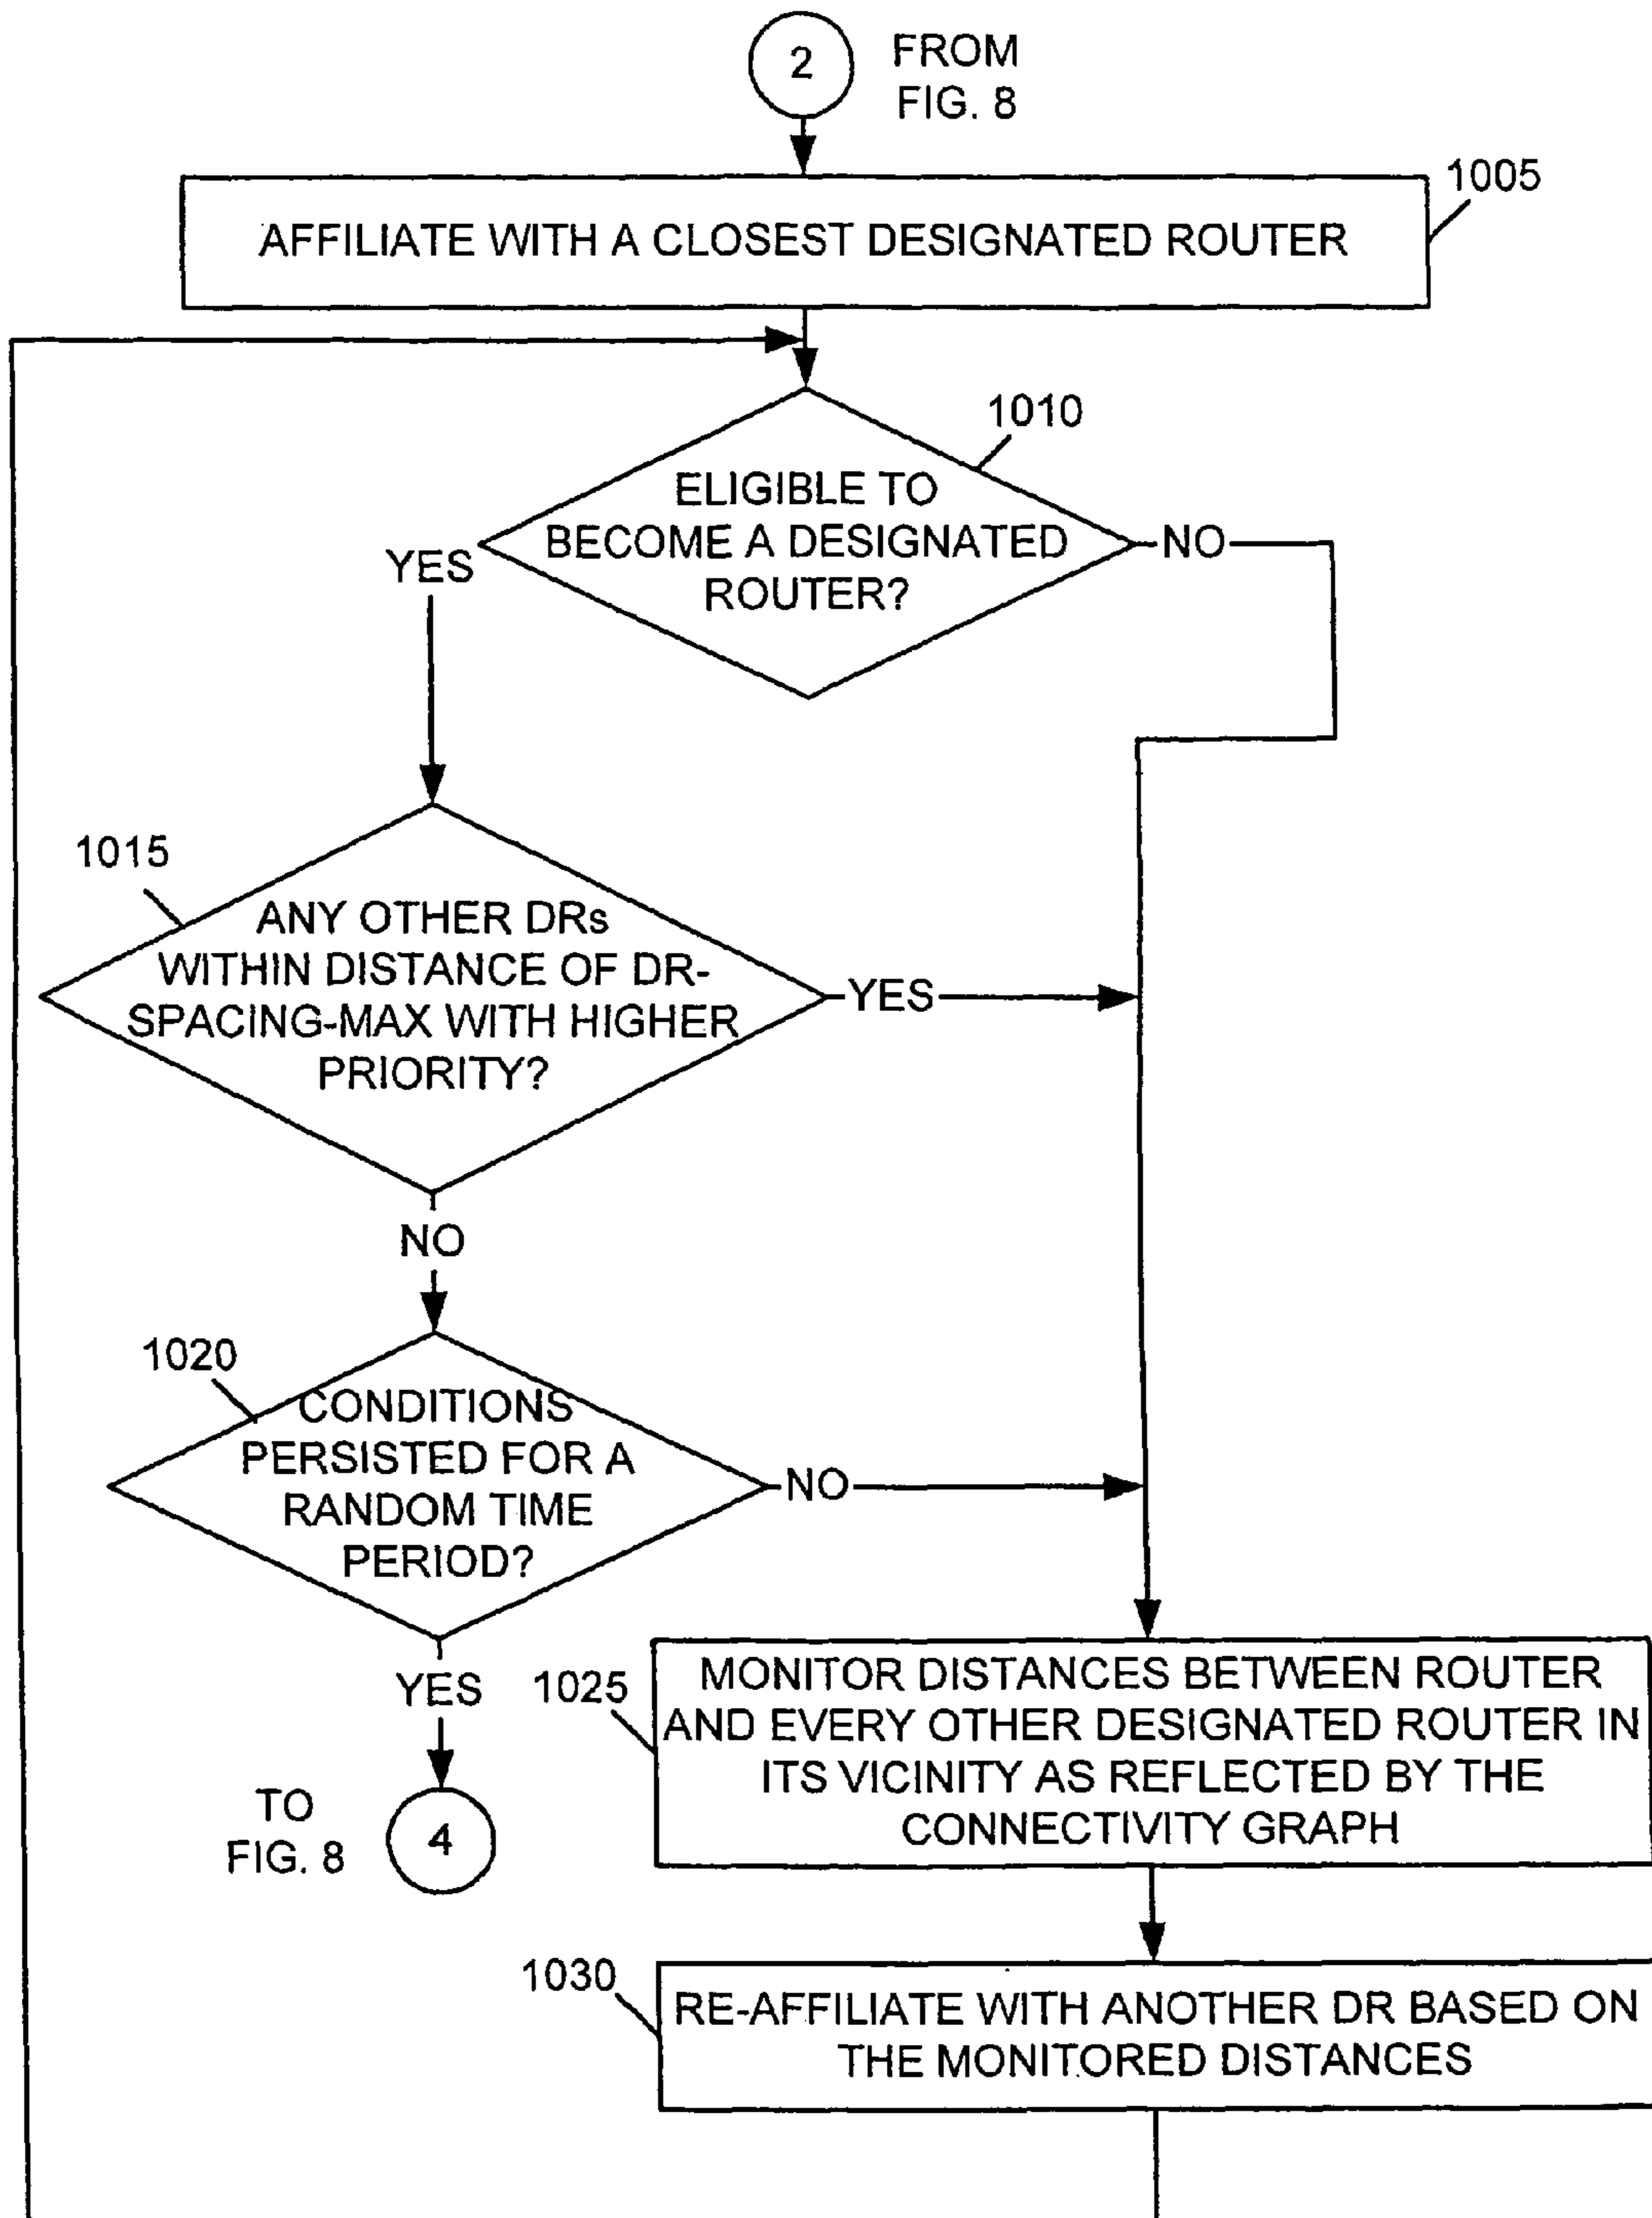 2
FROM
FIG. 8
1005
AFFILIATE WITH A CLOSEST DESIGNATED ROUTER
1010
ELIGIBLE TO
BECOME A DESIGNATED
ROUTER?
YES
NO
1015
ANY OTHER DRs
WITHIN DISTANCE OF DR-
SPACING-MAX WITH HIGHER
PRIORITY?
YES
NO
1020
CONDITIONS
PERSISTED FOR A
RANDOM TIME
PERIOD?
NO
YES
TO
FIG. 8
4
1025
MONITOR DISTANCES BETWEEN ROUTER
AND EVERY OTHER DESIGNATED ROUTER IN
ITS VICINITY AS REFLECTED BY THE
CONNECTIVITY GRAPH
1030
RE-AFFILIATE WITH ANOTHER DR BASED ON
THE MONITORED DISTANCES